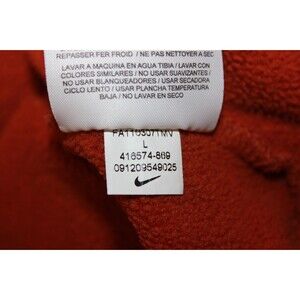 REPASSER FER FROID / NE PAS NETTOYER A SEC
LAVAR A MAQUINA EN AGUA TIBIA / LAVAR CON
COLORES SIMILARES / NO USAR SUAVIZANTES /
NO USAR BLANQUEADORES / USAR SECADORA
CICLO LENTO / USAR PLANCHA TEMPERATURA
BAJA / NO LAVAR EN SECO
L
416574-869
091209549025